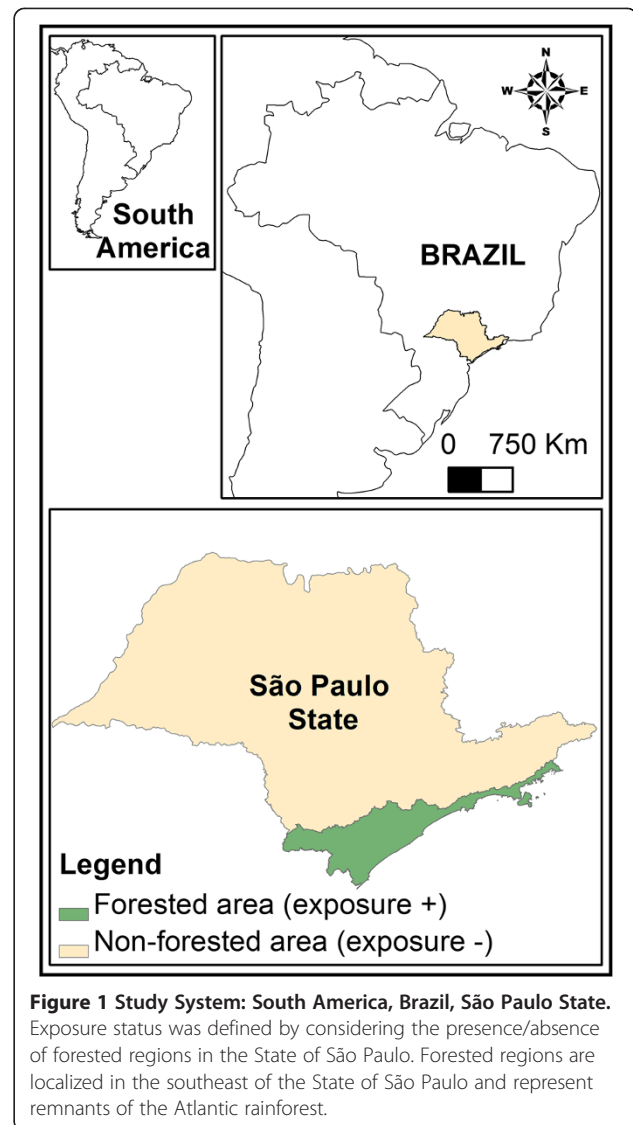 South
America
N
W
E
S
BRAZIL
0 750 Km
São Paulo
State
Legend
Forested area (exposure +)
Non-forested area (exposure -)
Figure 1 Study System: South America, Brazil, São Paulo State.
Exposure status was defined by considering the presence/absence
of forested regions in the State of São Paulo. Forested regions are
localized in the southeast of the State of São Paulo and represent
remnants of the Atlantic rainforest.